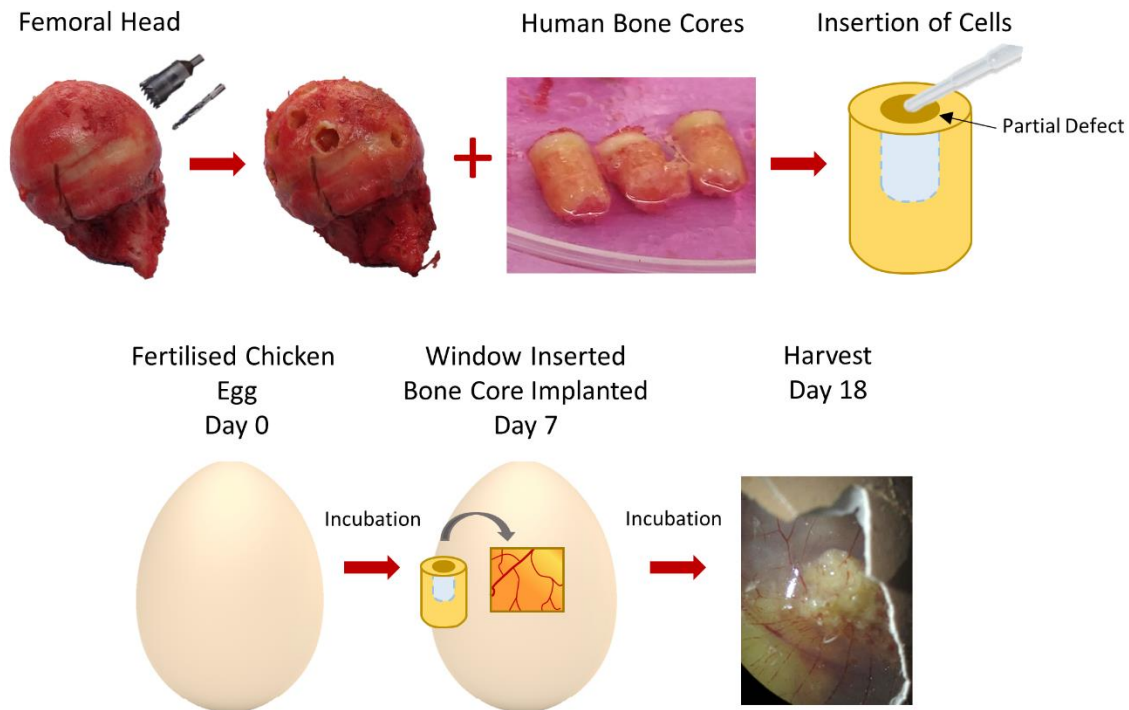 Femoral Head
Human Bone Cores
Insertion of Cells
Partial Defect
Fertilised Chicken
Egg
Day 0
Window Inserted
Bone Core Implanted
Day 7
Harvest
Day 18
Incubation
Incubation